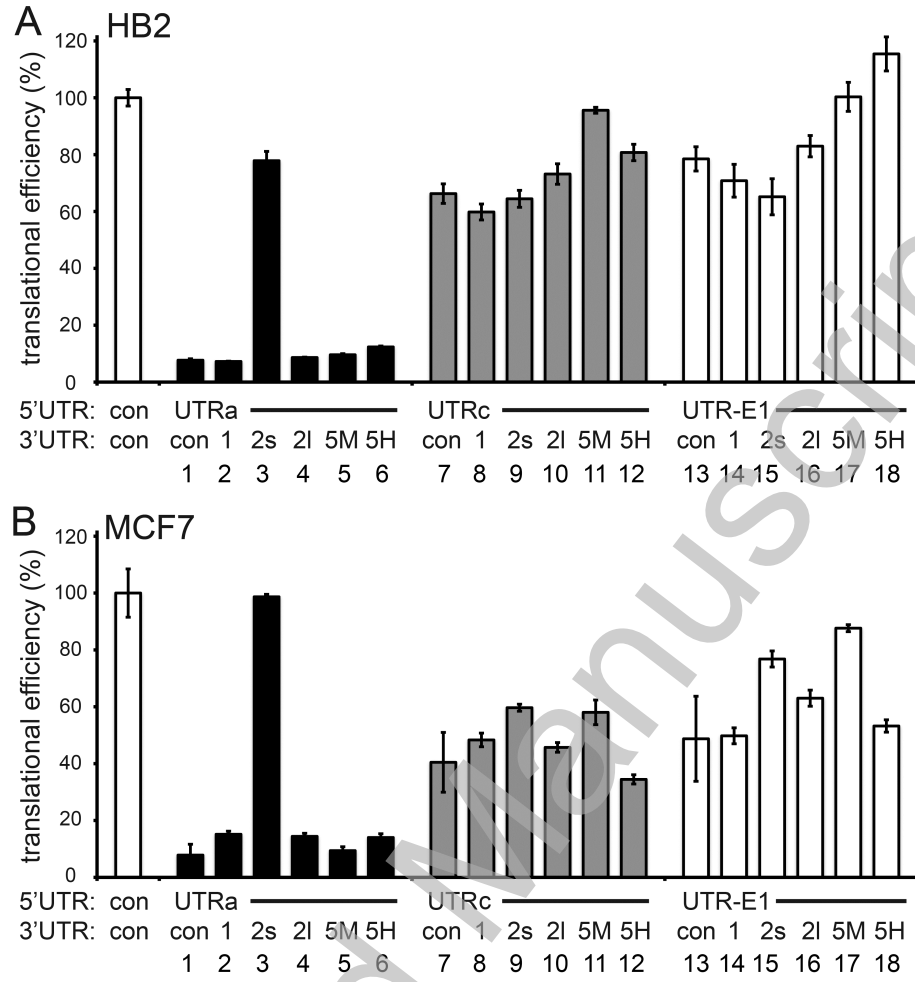 A HB2
translational efficiency (%)
120
100
80
60
40
20
0
5'UTR: con UTRa UTRc UTR-E1
3'UTR: con con 1 2s 2l 5M 5H con 1 2s 2l 5M 5H con 1 2s 2l 5M 5H
1 2 3 4 5 6 7 8 9 10 11 12 13 14 15 16 17 18
B MCF7
translational efficiency (%)
120
100
80
60
40
20
0
5'UTR: con UTRa UTRc UTR-E1
3'UTR: con con 1 2s 2l 5M 5H con 1 2s 2l 5M 5H con 1 2s 2l 5M 5H
1 2 3 4 5 6 7 8 9 10 11 12 13 14 15 16 17 18
d Manuscrip